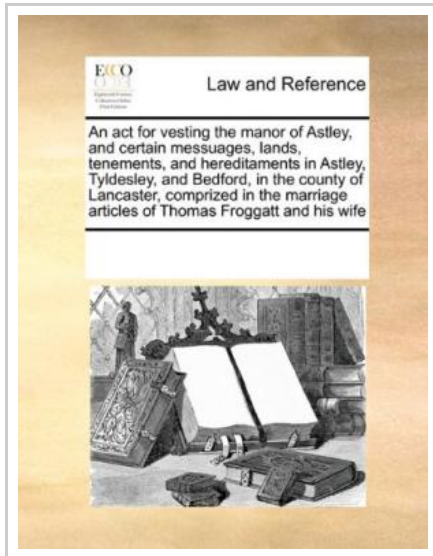 ECCO
Law and Reference
An act for vesting the manor of Astley,
and certain messuages, lands,
tenements, and hereditaments in Astley,
Tyldesley, and Bedford, in the county of
Lancaster, comprized in the marriage
articles of Thomas Froggatt and his wife